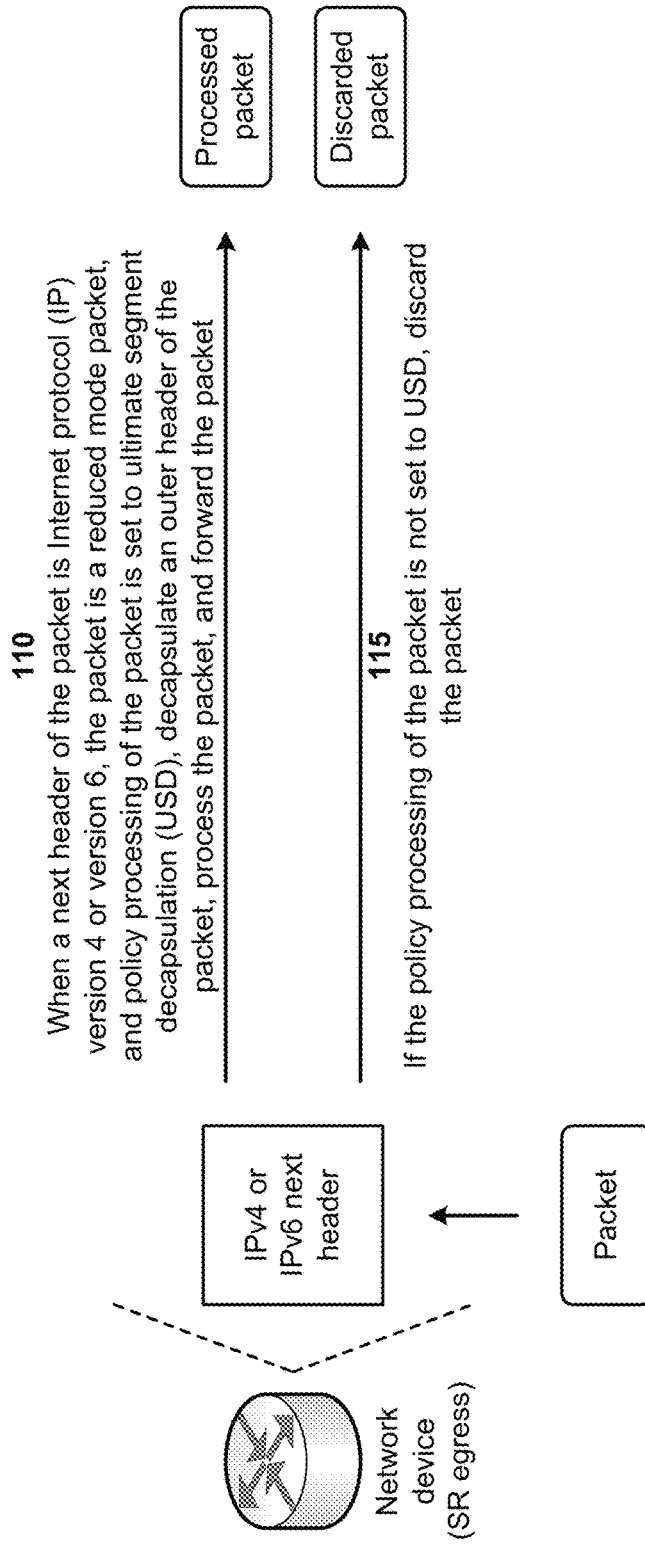 110
When a next header of the packet is Internet protocol (IP)
version 4 or version 6, the packet is a reduced mode packet,
and policy processing of the packet is set to ultimate segment
decapsulation (USD), decapsulate an outer header of the
packet, process the packet, and forward the packet
Processed
packet
Network
device
(SR egress)
IPv4 or
IPv6 next
header
115
If the policy processing of the packet is not set to USD, discard
the packet
Discarded
packet
Packet